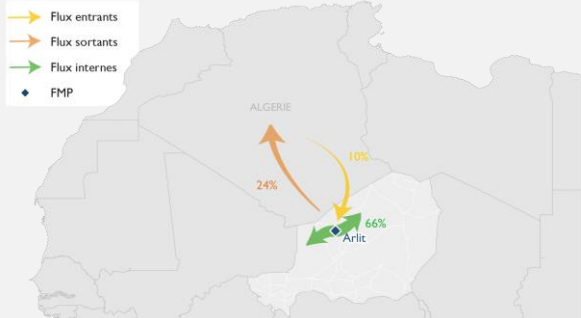 Flux entrants
Flux sortants
Flux internes
FMP
ALGERIE
10%
24%
66%
Arlit